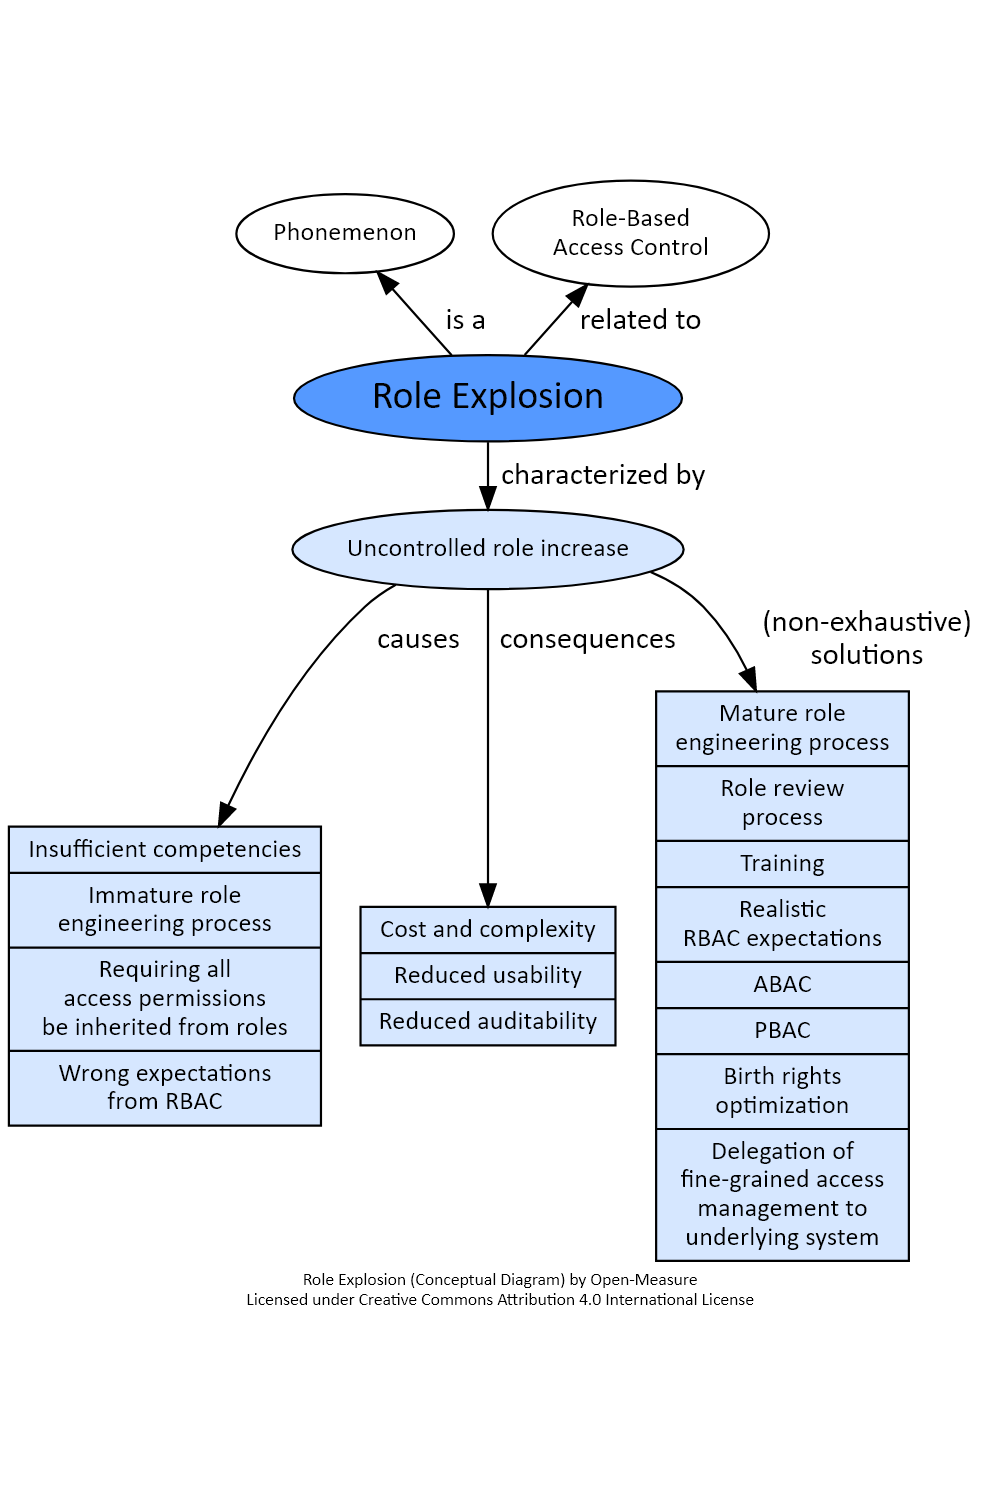 Phonemenon
Role-Based
Access Control
is a
related to
Role Explosion
characterized by
Uncontrolled role increase
causes
consequences
(non-exhaustive)
solutions
Insufficient competencies
Immature role
engineering process
Requiring all
access permissions
be inherited from roles
Wrong expectations
from RBAC
Cost and complexity
Reduced usability
Reduced auditability
Mature role
engineering process
Role review
process
Training
Realistic
RBAC expectations
ABAC
PBAC
Birth rights
optimization
Delegation of
fine-grained access
management to
underlying system
Role Explosion (Conceptual Diagram) by Open-Measure
Licensed under Creative Commons Attribution 4.0 International License